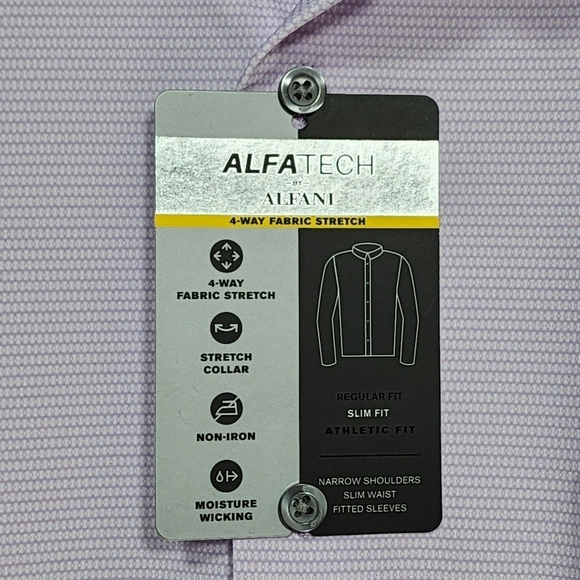 ALFATECH
BY
ALFANI
4-WAY FABRIC STRETCH
4-WAY
FABRIC STRETCH
STRETCH
COLLAR
NON-IRON
MOISTURE
WICKING
REGULAR FIT
SLIM FIT
ATHLETIC FIT
NARROW SHOULDERS
SLIM WAIST
FITTED SLEEVES